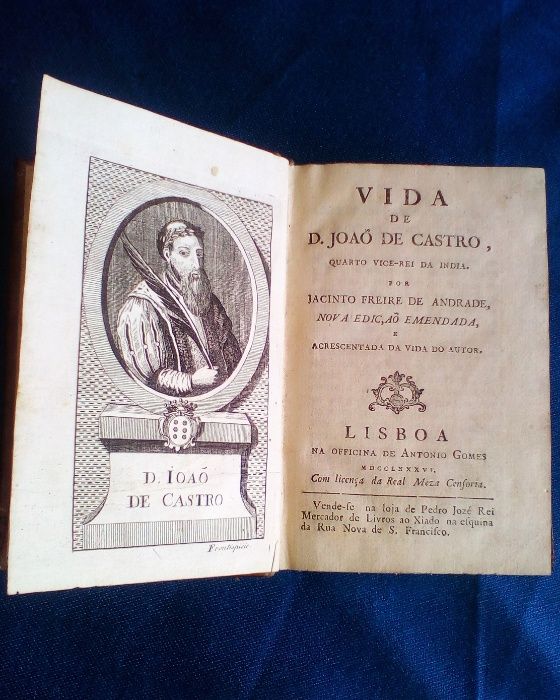 D. IOAÕ
DE CASTRO
Frontispicio
VIDA
DE
D. JOAÕ DE CASTRO,
QUARTO VICE-REI DA INDIA.
POR
JACINTO FREIRE DE ANDRADE,
NOVA EDIC,AÕ EMENDADA,
E
ACRESCENTADA DA VIDA DO AUTOR.
LISBOA
NA OFFICINA DE ANTONIO GOMES
MDCCLXXXVI.
Com licença da Real Meza Cenſoria.
Vende-ſe na loja de Pedro Jozé Rei
Mercador de Livros ao Xiado na eſquina
da Rua Nova de S. Franciſco.